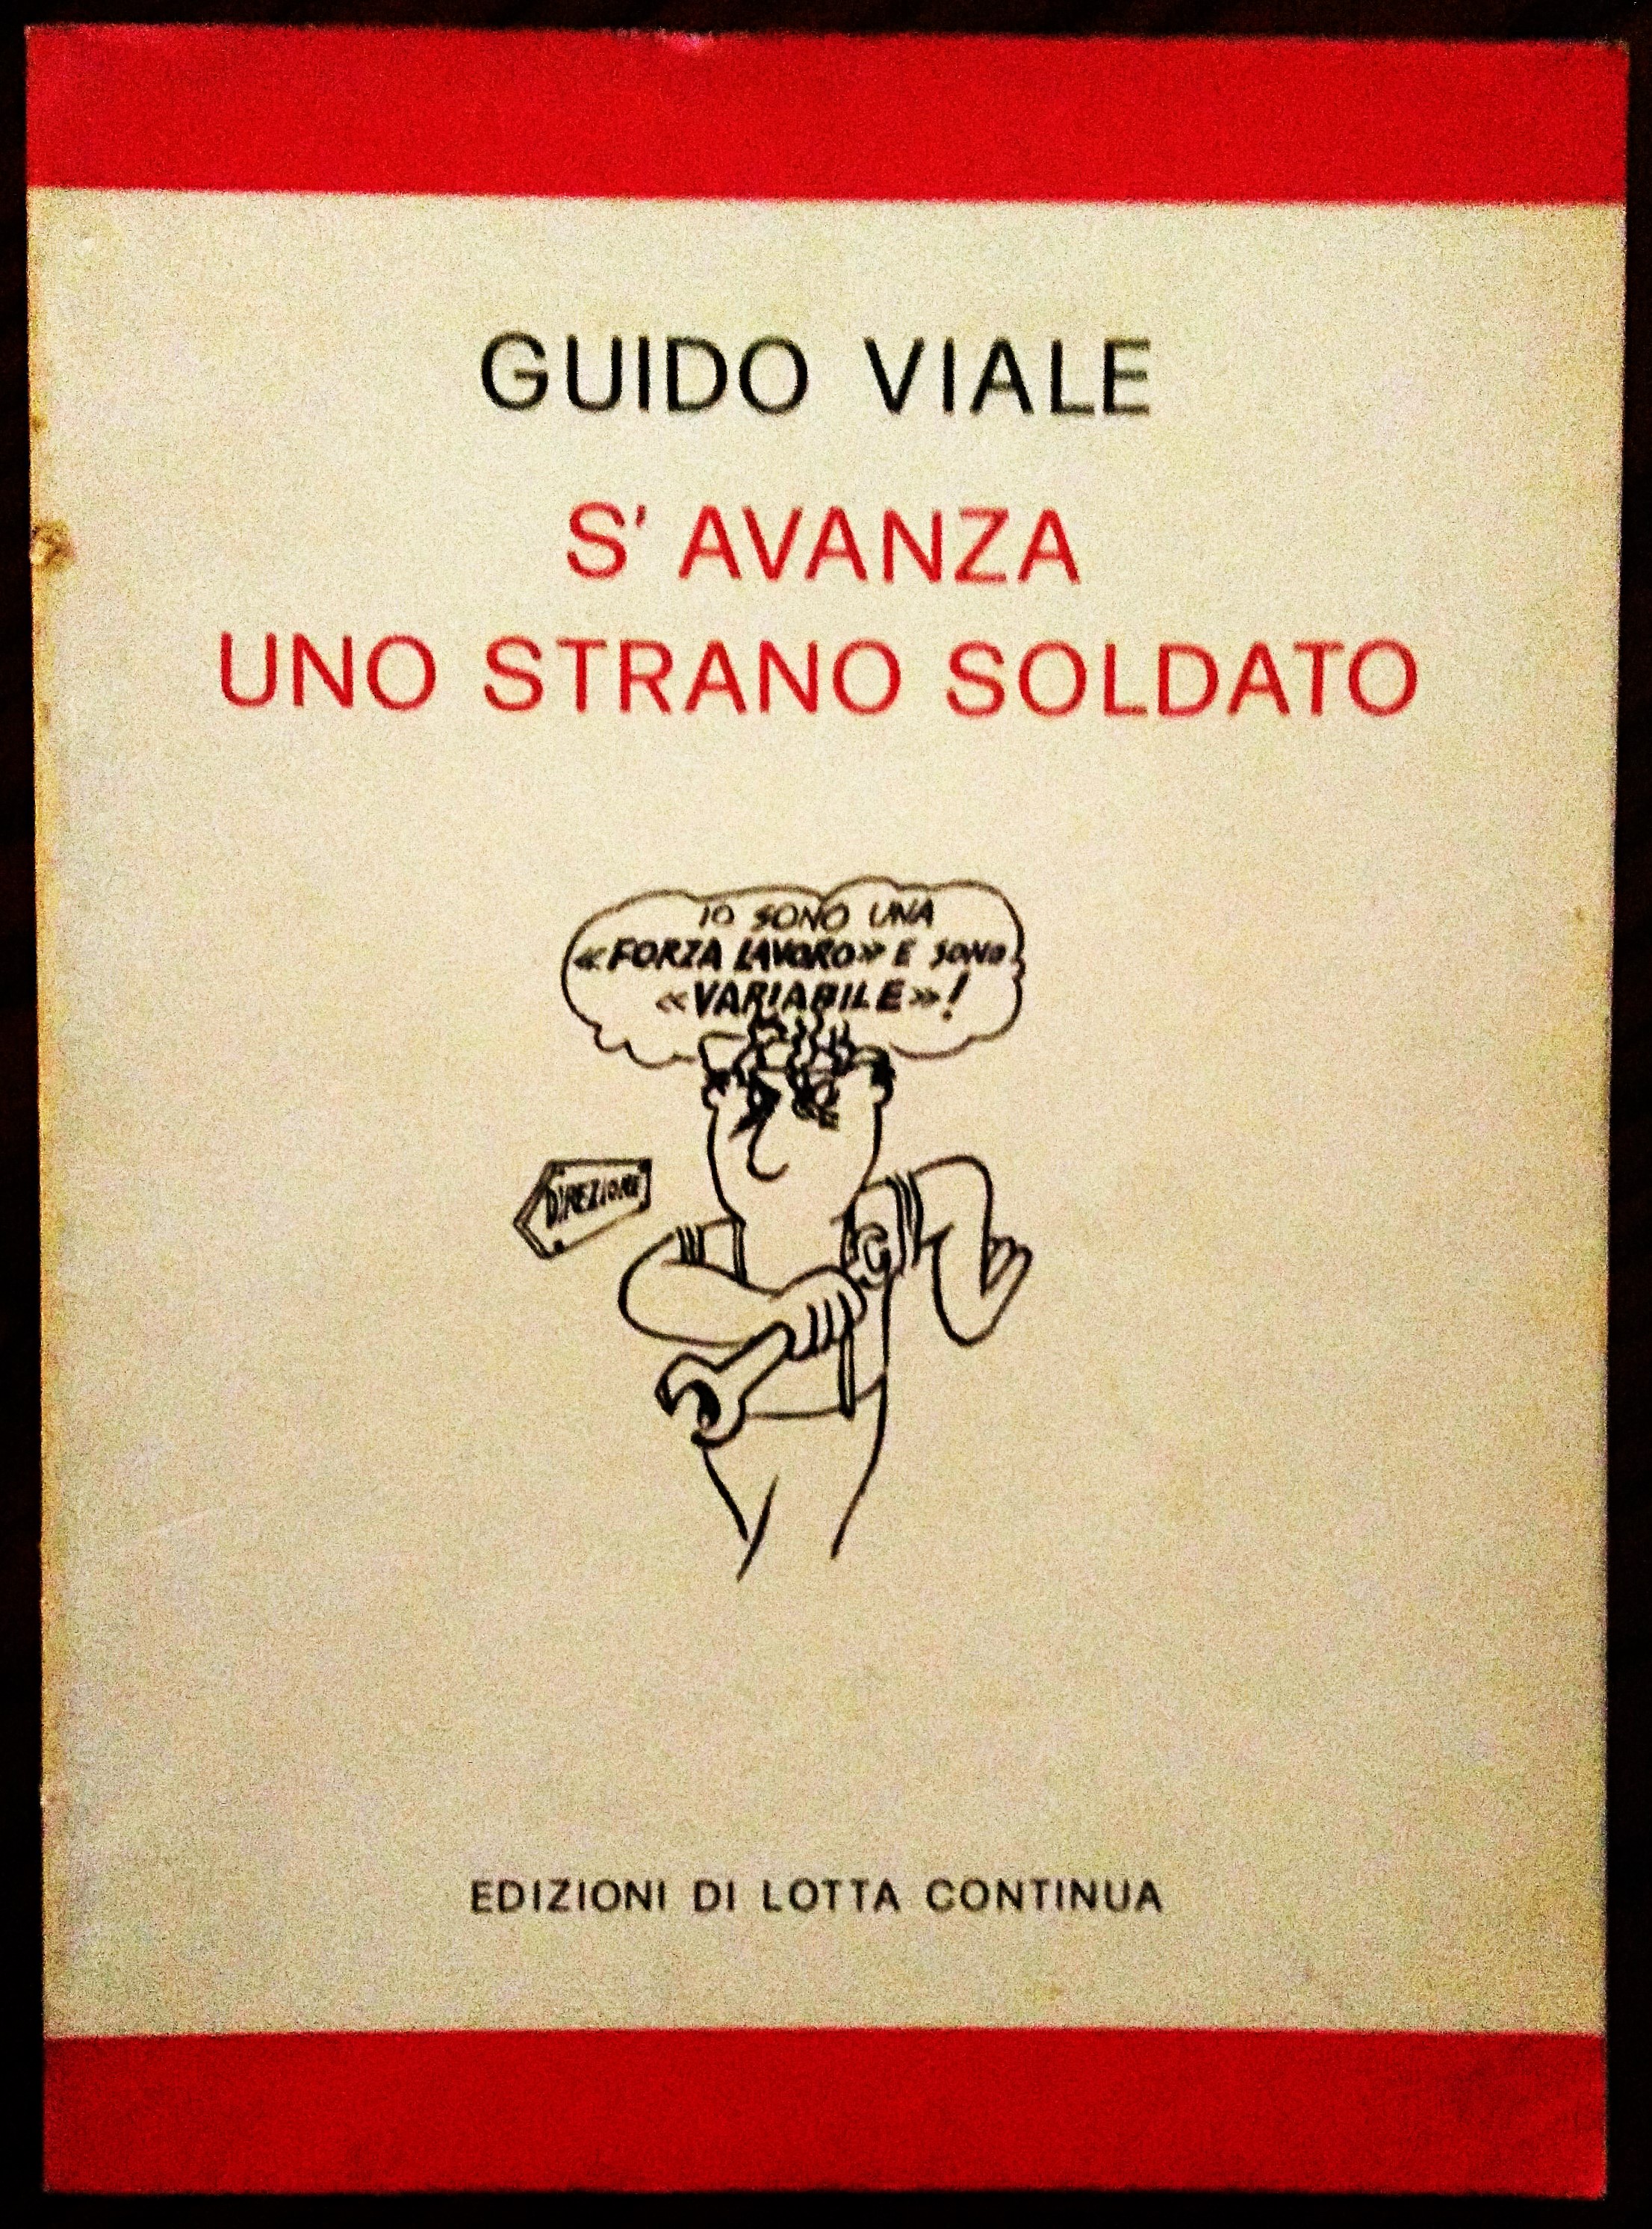 GUIDO VIALE
S' AVANZA
UNO STRANO SOLDATO
IO SONO UNA
«FORZA LAVORO» E SONO
«VARIABILE»!
DIREZIONE
EDIZIONI DI LOTTA CONTINUA